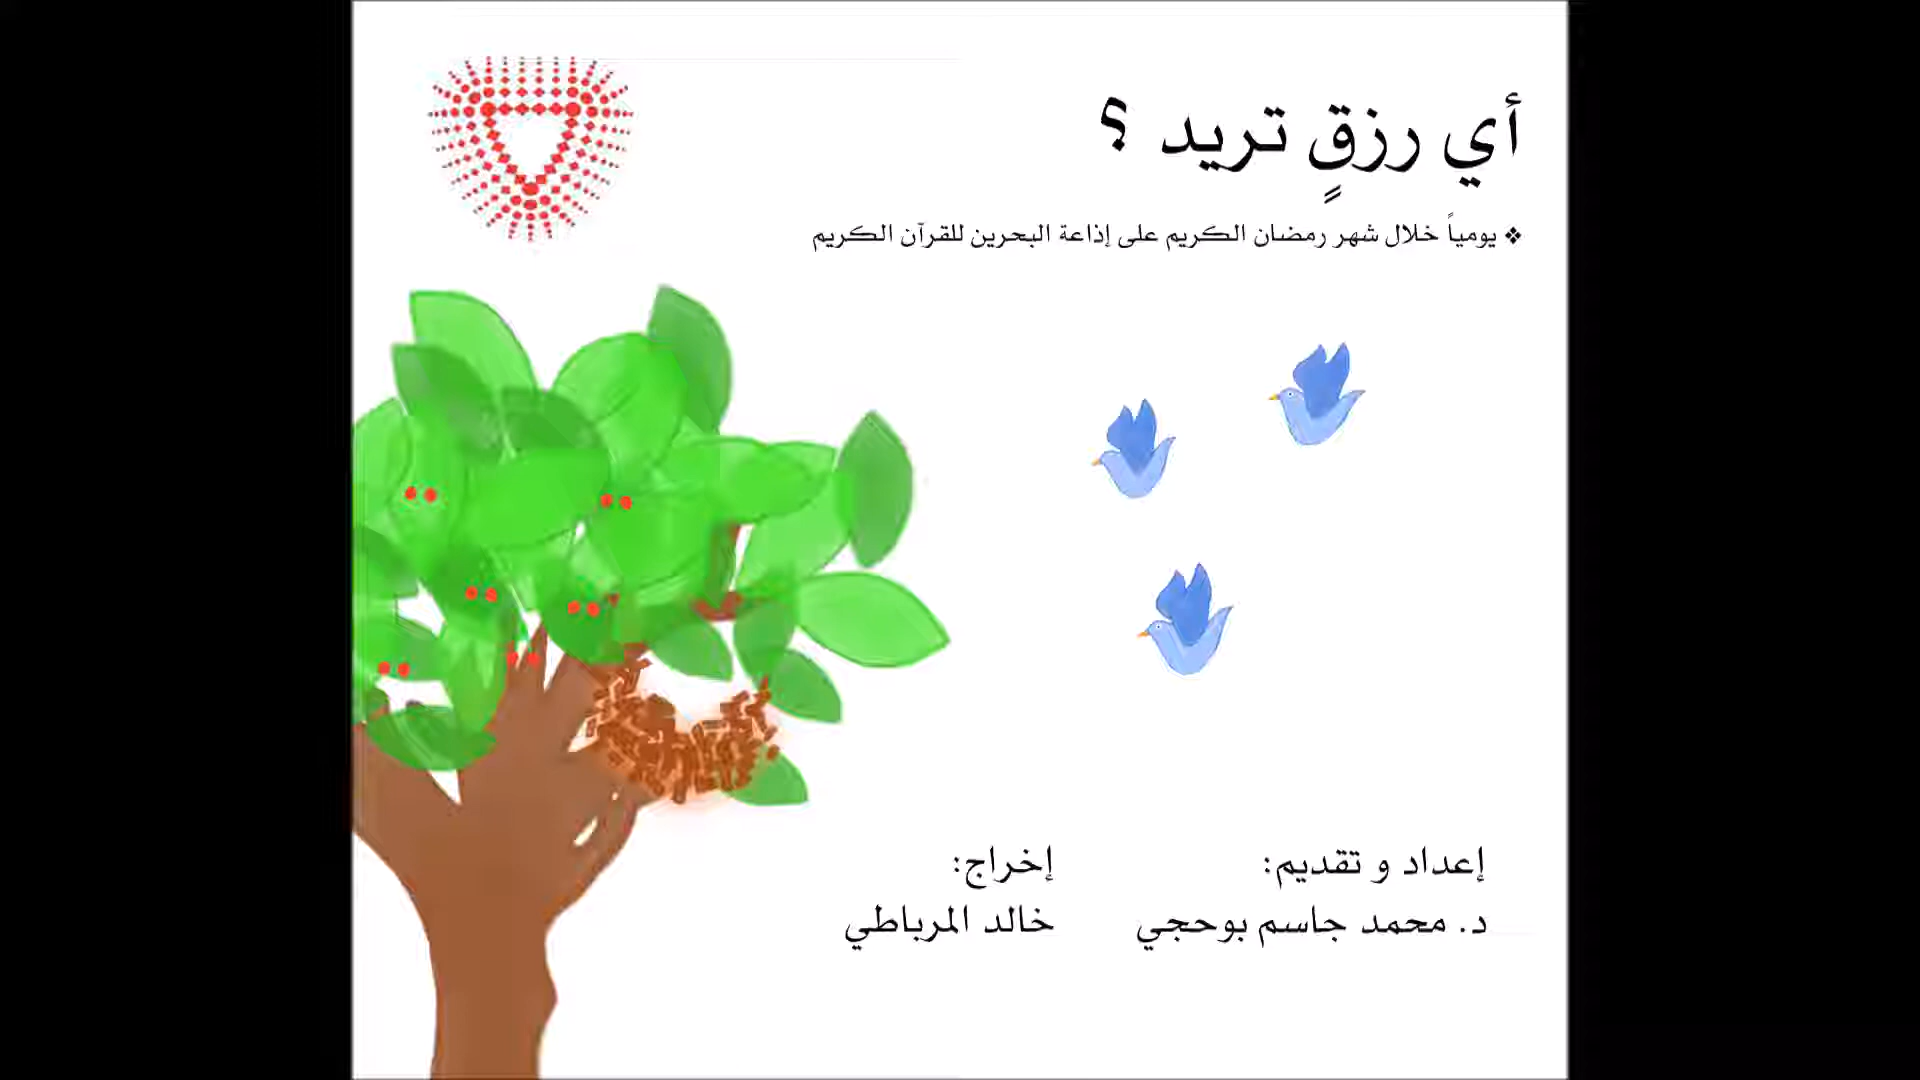 أي رزقٍ تريد ؟
❖ يومياً خلال شهر رمضان الكريم على إذاعة البحرين للقرآن الكريم
إعداد و تقديم:
د. محمد جاسم بوحجي
إخراج:
خالد المرباطي